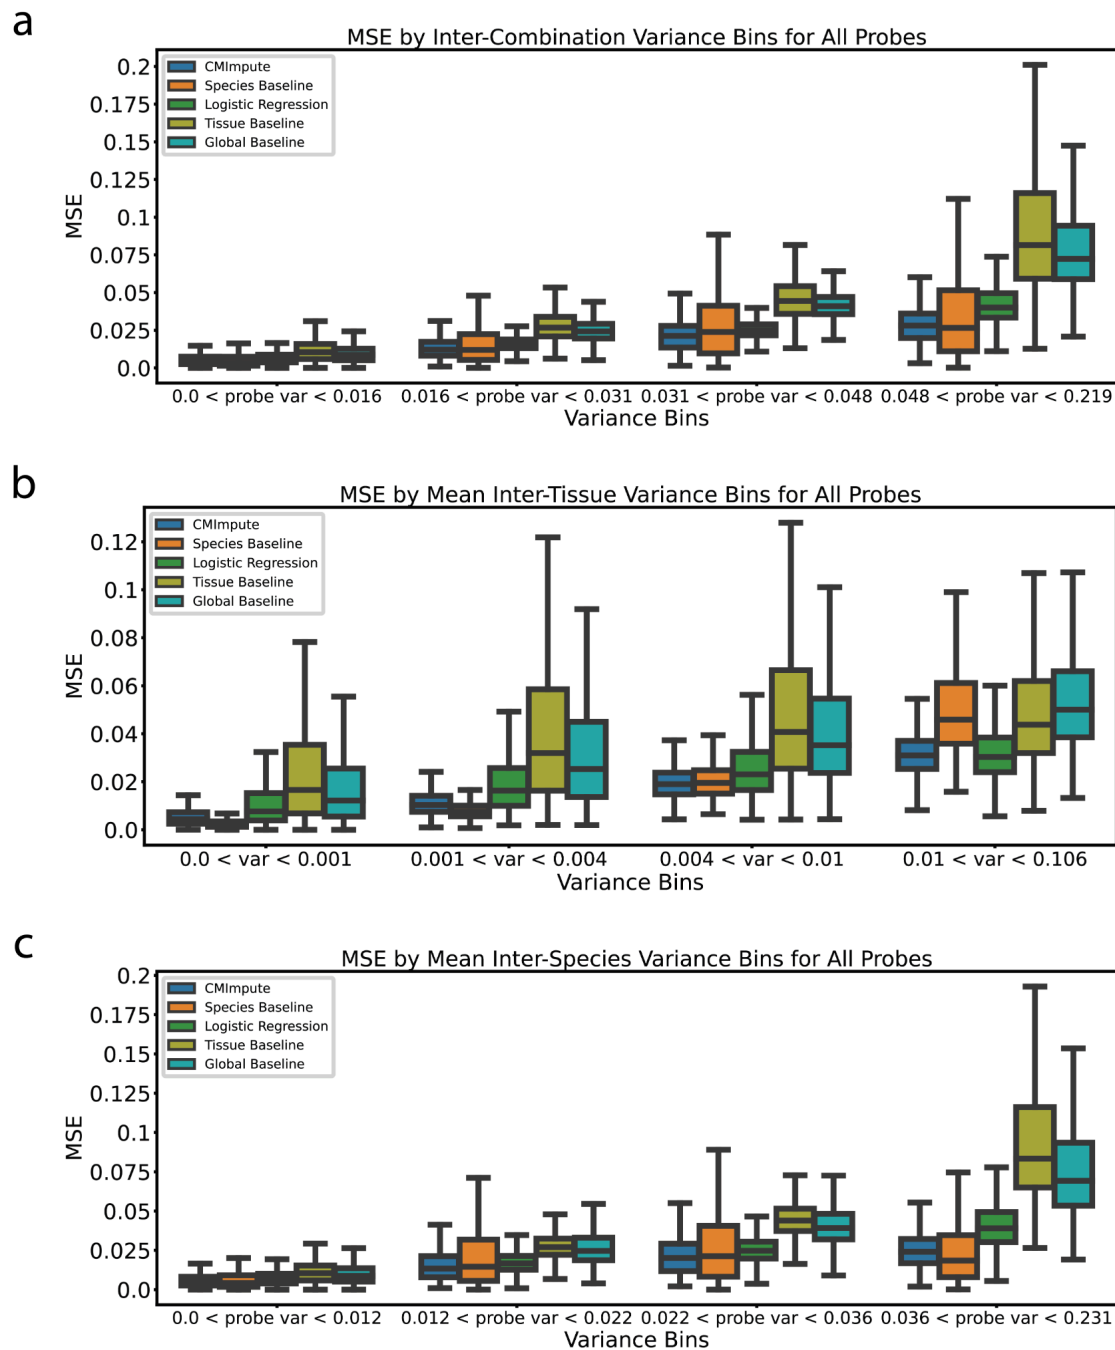 a
MSE by Inter-Combination Variance Bins for All Probes
CMImpute
Species Baseline
Logistic Regression
Tissue Baseline
Global Baseline
0.2
0.175
0.15
0.125
0.1
0.075
0.05
0.025
0.0
MSE
0.0 < probe var < 0.016 0.016 < probe var < 0.031 0.031 < probe var < 0.048 0.048 < probe var < 0.219
Variance Bins
b
MSE by Mean Inter-Tissue Variance Bins for All Probes
CMImpute
Species Baseline
Logistic Regression
Tissue Baseline
Global Baseline
0.12
0.1
0.08
0.06
0.04
0.02
0.0
MSE
0.0 < var < 0.001 0.001 < var < 0.004 0.004 < var < 0.01 0.01 < var < 0.106
Variance Bins
c
MSE by Mean Inter-Species Variance Bins for All Probes
CMImpute
Species Baseline
Logistic Regression
Tissue Baseline
Global Baseline
0.2
0.175
0.15
0.125
0.1
0.075
0.05
0.025
0.0
MSE
0.0 < probe var < 0.012 0.012 < probe var < 0.022 0.022 < probe var < 0.036 0.036 < probe var < 0.231
Variance Bins